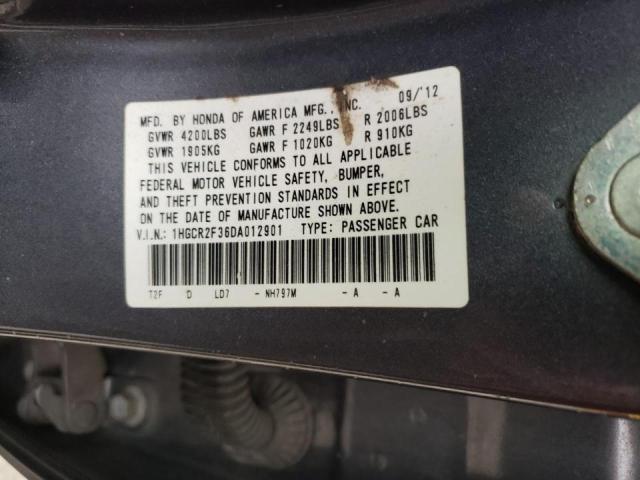 MFD. BY HONDA OF AMERICA MFG., INC. 09/'12
GVWR 4200LBS GAWR F 2249LBS R 2006LBS
GVWR 1905KG GAWR F 1020KG R 910KG
THIS VEHICLE CONFORMS TO ALL APPLICABLE
FEDERAL MOTOR VEHICLE SAFETY, BUMPER,
AND THEFT PREVENTION STANDARDS IN EFFECT
ON THE DATE OF MANUFACTURE SHOWN ABOVE.
V.I.N.: 1HGCR2F36DA012901 TYPE: PASSENGER CAR
T2F D LD7 - NH797M - A - A